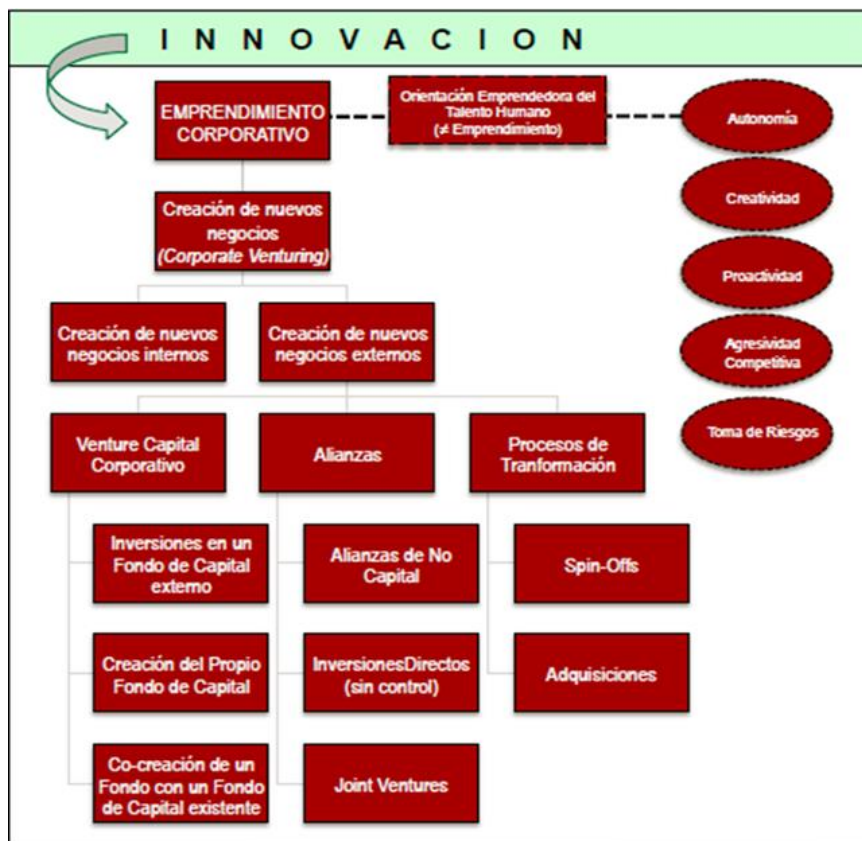 I N N O V A C I O N
EMPRENDIMIENTO
CORPORATIVO
Orientación Emprendedora del
Talento Humano
(≠ Emprendimiento)
Autonomía
Creatividad
Proactividad
Agresividad
Competitiva
Toma de Riesgos
Creación de nuevos
negocios
(Corporate Venturing)
Creación de nuevos
negocios internos
Creación de nuevos
negocios externos
Venture Capital
Corporativo
Alianzas
Procesos de
Tranformación
Inversiones en un
Fondo de Capital
externo
Alianzas de No
Capital
Spin-Offs
Creación del Propio
Fondo de Capital
InversionesDirectos
(sin control)
Adquisiciones
Co-creación de un
Fondo con un Fondo
de Capital existente
Joint Ventures